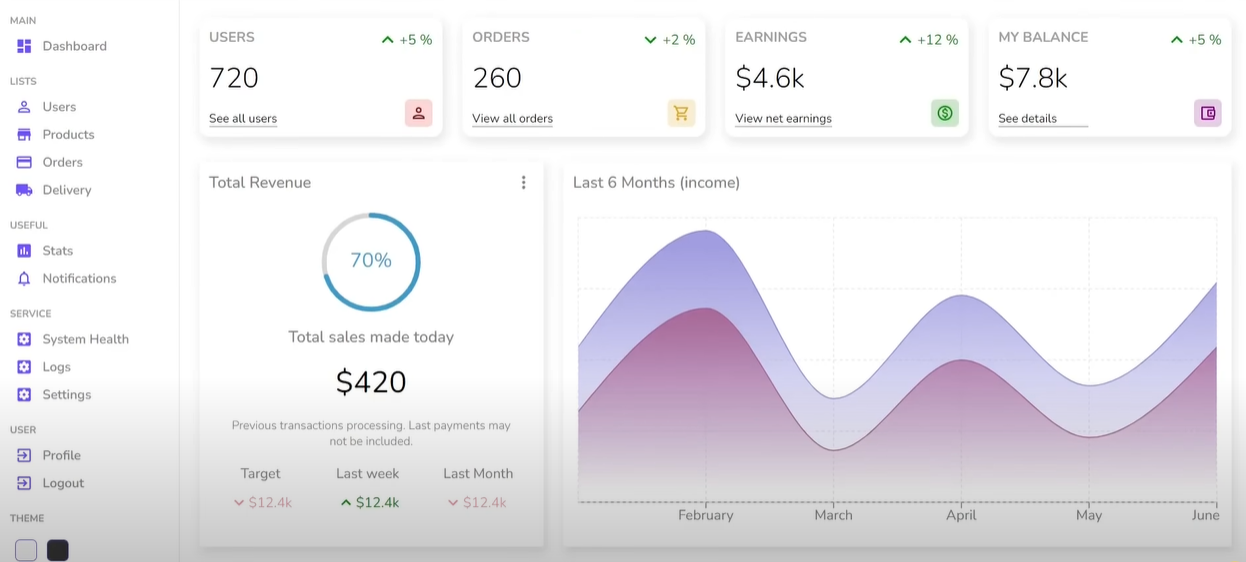 MAIN
Dashboard
LISTS
Users
Products
Orders
Delivery
USEFUL
Stats
Notifications
SERVICE
System Health
Logs
Settings
USER
Profile
Logout
THEME
USERS
+5 %
720
See all users
ORDERS
+2 %
260
View all orders
EARNINGS
+12 %
$4.6k
View net earnings
MY BALANCE
+5 %
$7.8k
See details
Total Revenue
70%
Total sales made today
$420
Previous transactions processing. Last payments may
not be included.
Target Last week Last Month
$12.4k $12.4k $12.4k
Last 6 Months (income)
February March April May June